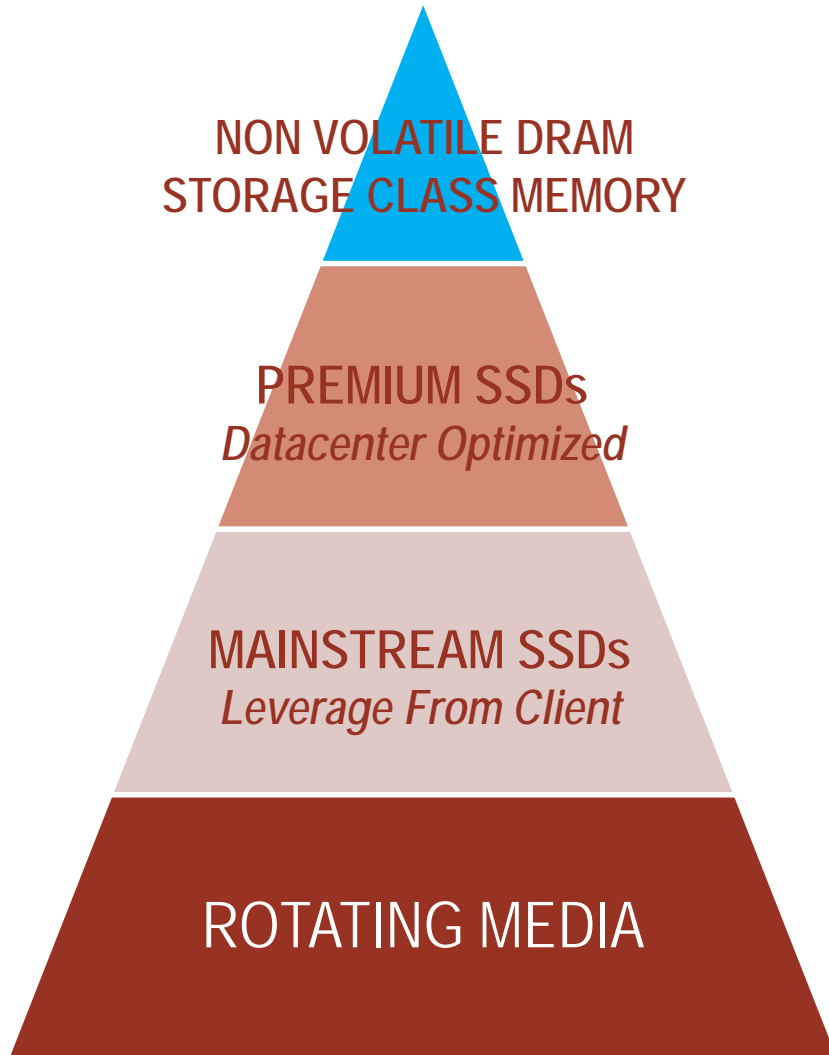 NON VOLATILE DRAM
STORAGE CLASS MEMORY
PREMIUM SSDs
Datacenter Optimized
MAINSTREAM SSDs
Leverage From Client
ROTATING MEDIA